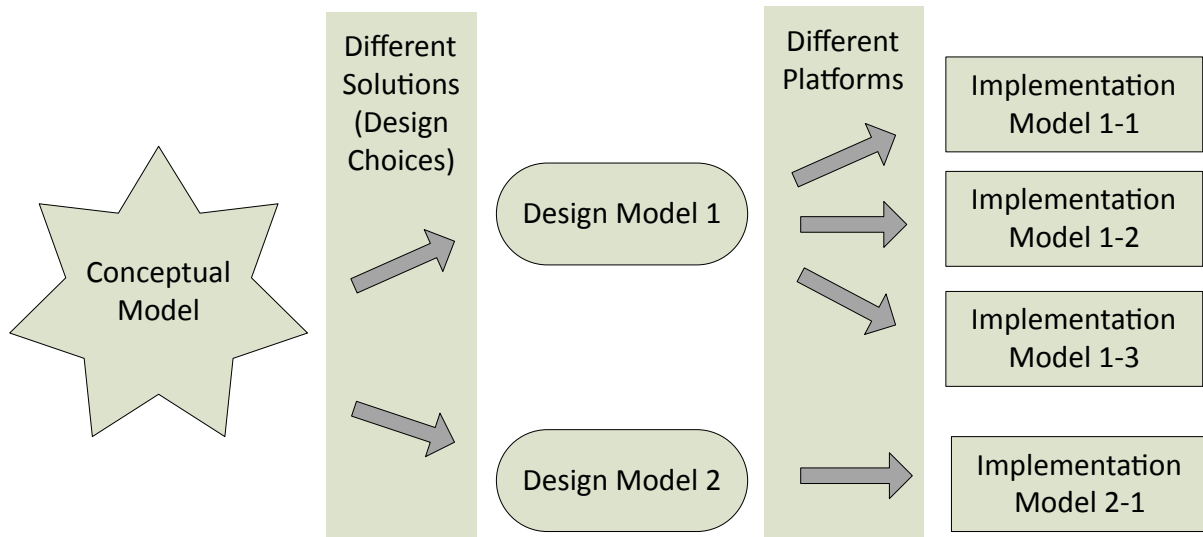 Conceptual
Model
Different
Solutions
(Design
Choices)
Design Model 1
Design Model 2
Different
Platforms
Implementation
Model 1-1
Implementation
Model 1-2
Implementation
Model 1-3
Implementation
Model 2-1